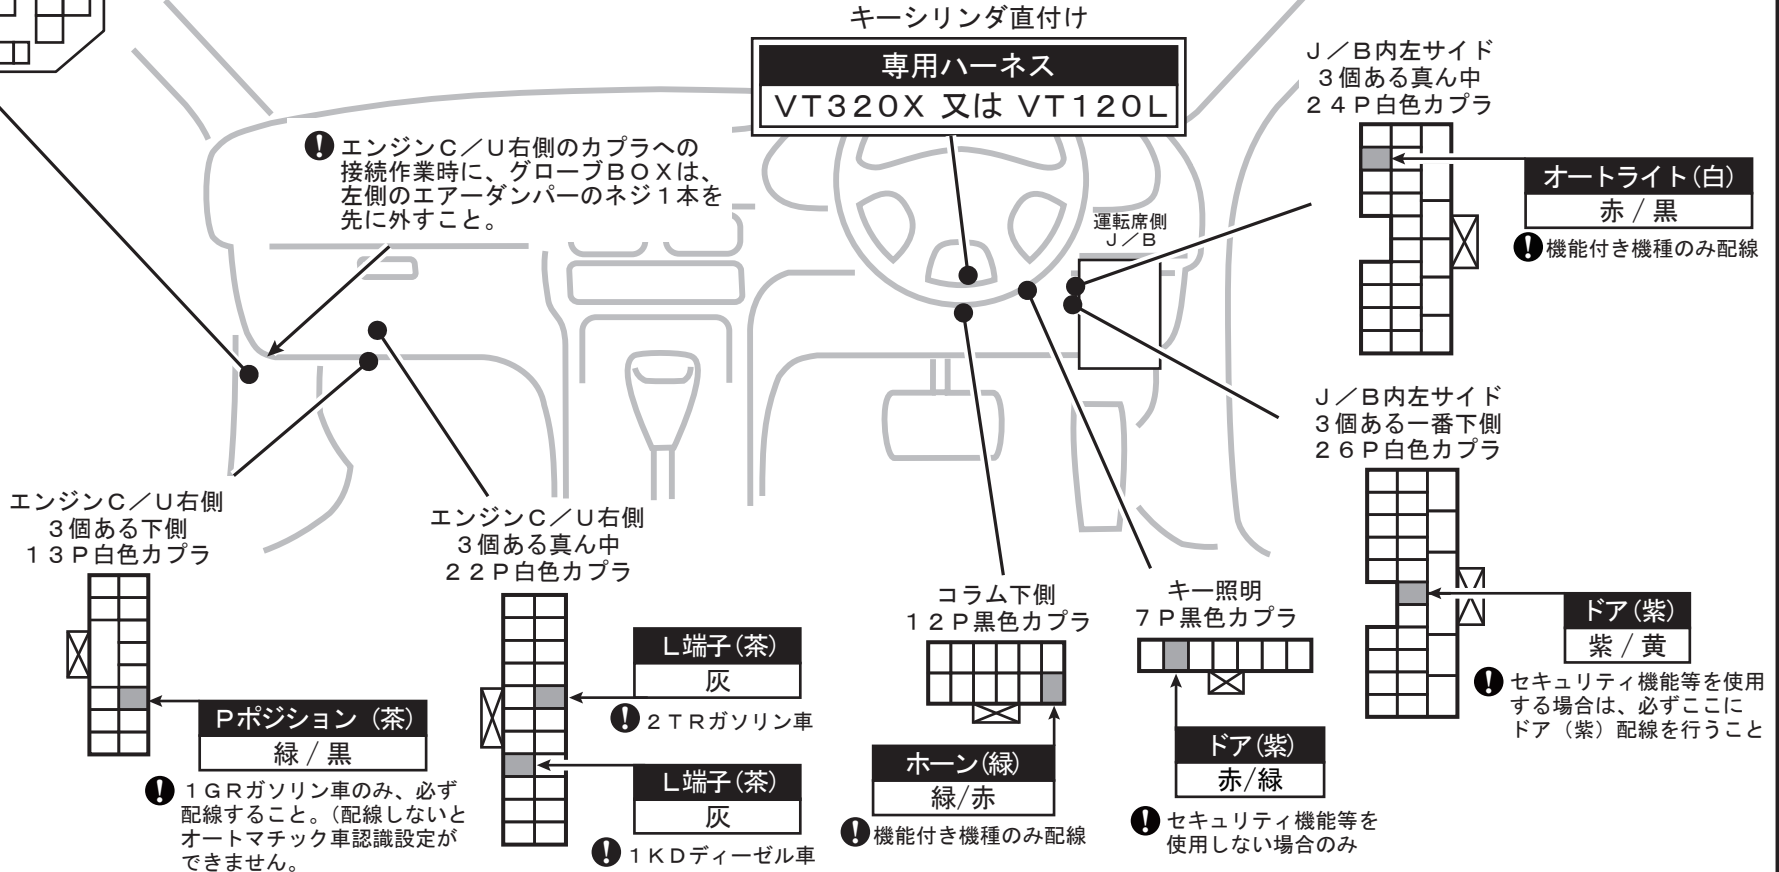 キーシリンダ直付け
専用ハーネス
VT320X 又は VT120L
エンジンC/U右側のカプラへの
接続作業時に、グローブBOXは、
左側のエアーダンパーのネジ1本を
先に外すこと。
運転席側
J/B
J/B内左サイド
3個ある真ん中
24P白色カプラ
オートライト(白)
赤/黒
機能付き機種のみ配線
J/B内左サイド
3個ある一番下側
26P白色カプラ
ドア(紫)
紫/黄
セキュリティ機能等を使用
する場合は、必ずここに
ドア(紫)配線を行うこと
エンジンC/U右側
3個ある下側
13P白色カプラ
Pポジション(茶)
緑/黒
1GRガソリン車のみ、必ず
配線すること。(配線しないと
オートマチック車認識設定が
できません。
エンジンC/U右側
3個ある真ん中
22P白色カプラ
L端子(茶)
灰
2TRガソリン車
L端子(茶)
灰
1KDディーゼル車
コラム下側
12P黒色カプラ
ホーン(緑)
緑/赤
機能付き機種のみ配線
キー照明
7P黒色カプラ
ドア(紫)
赤/緑
セキュリティ機能等を
使用しない場合のみ